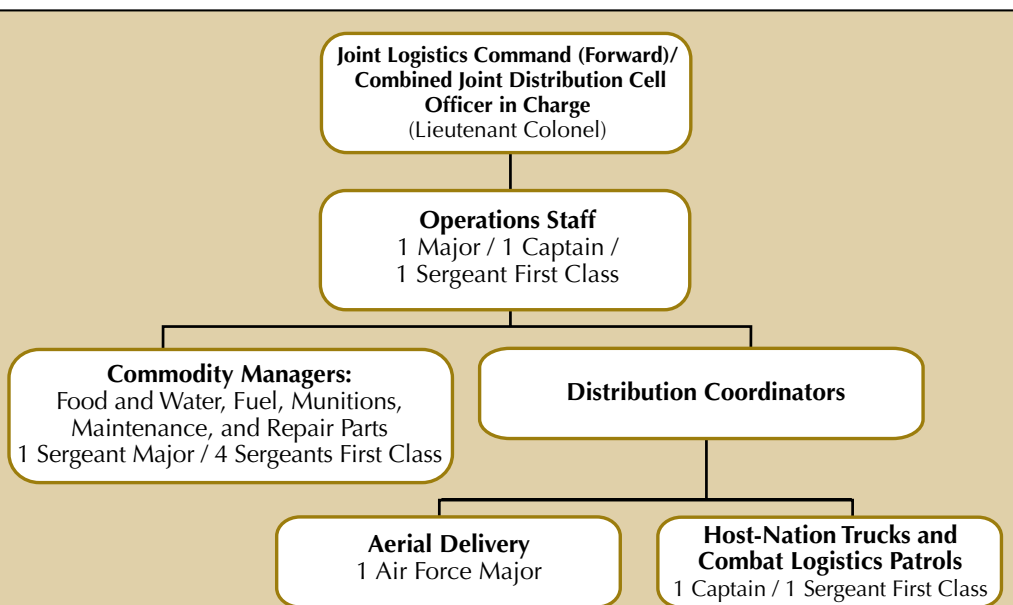 Joint Logistics Command (Forward)/
Combined Joint Distribution Cell
Officer in Charge
(Lieutenant Colonel)
Operations Staff
1 Major / 1 Captain /
1 Sergeant First Class
Commodity Managers:
Food and Water, Fuel, Munitions,
Maintenance, and Repair Parts
1 Sergeant Major / 4 Sergeants First Class
Distribution Coordinators
Aerial Delivery
1 Air Force Major
Host-Nation Trucks and
Combat Logistics Patrols
1 Captain / 1 Sergeant First Class